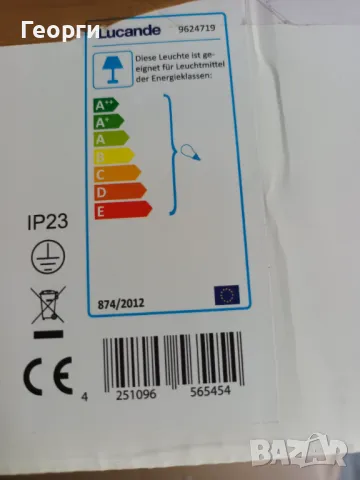 Георги
Lucande 9624719
Diese Leuchte ist ge-
eignet für Leuchtmittel
der Energieklassen:
A++
A+
A
B
C
D
E
IP23
874/2012
CE
4 251096 565454
BAZAR